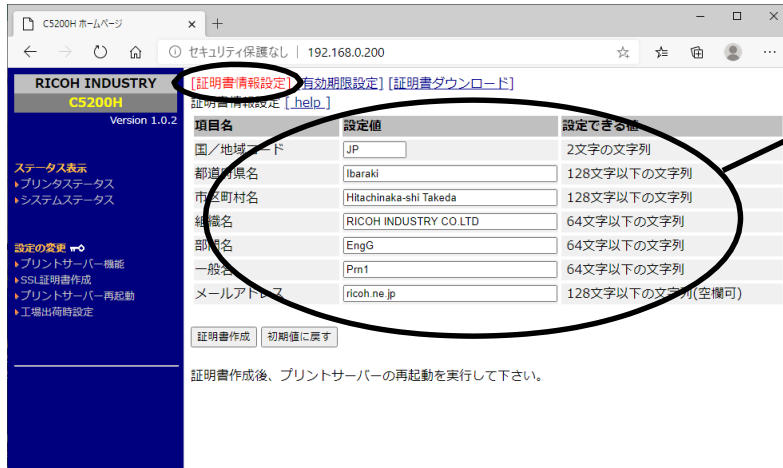 C5200H ホームページ
セキュリティ保護なし | 192.168.0.200
RICOH INDUSTRY
C5200H
Version 1.0.2
ステータス表示
プリンタステータス
システムステータス
設定の変更
プリントサーバー機能
SSL証明書作成
プリントサーバー再起動
工場出荷時設定
[証明書情報設定] [有効期限設定] [証明書ダウンロード]
証明書情報設定 [ help ]
項目名 設定値 設定できる値
国/地域コード JP 2文字の文字列
都道府県名 Ibaraki 128文字以下の文字列
市区町村名 Hitachinaka-shi Takeda 128文字以下の文字列
組織名 RICOH INDUSTRY CO.LTD 64文字以下の文字列
部門名 EngG 64文字以下の文字列
一般名 Prn1 64文字以下の文字列
メールアドレス ricoh.ne.jp 128文字以下の文字列(空欄可)
証明書作成 初期値に戻す
証明書作成後、プリントサーバーの再起動を実行して下さい。